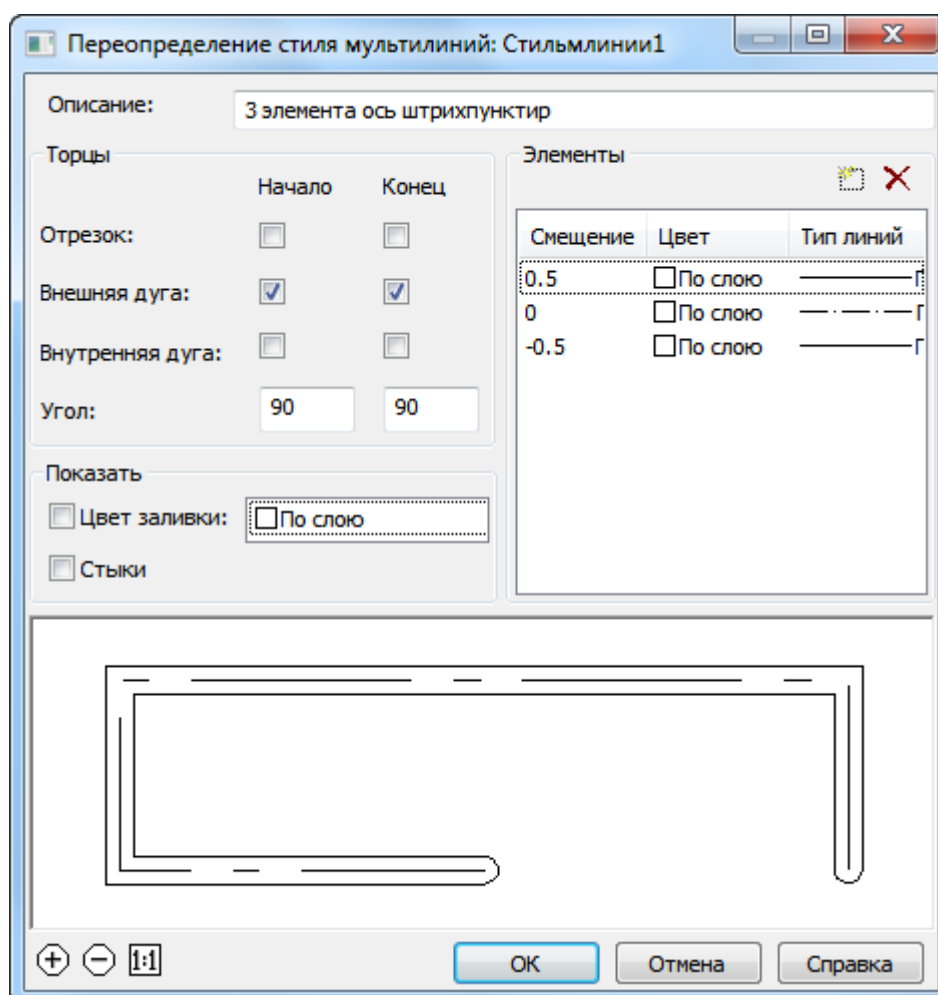 Переопределение стиля мультилиний: Стильмлинии1
Описание: 3 элемента ось штрихпунктир
Торцы
Начало Конец
Отрезок:
Внешняя дуга:
Внутренняя дуга:
Угол: 90 90
Показать
Цвет заливки: По слою
Стыки
Элементы
Смещение Цвет Тип линий
0.5 По слою
0 По слою
-0.5 По слою
1:1
ОК Отмена Справка